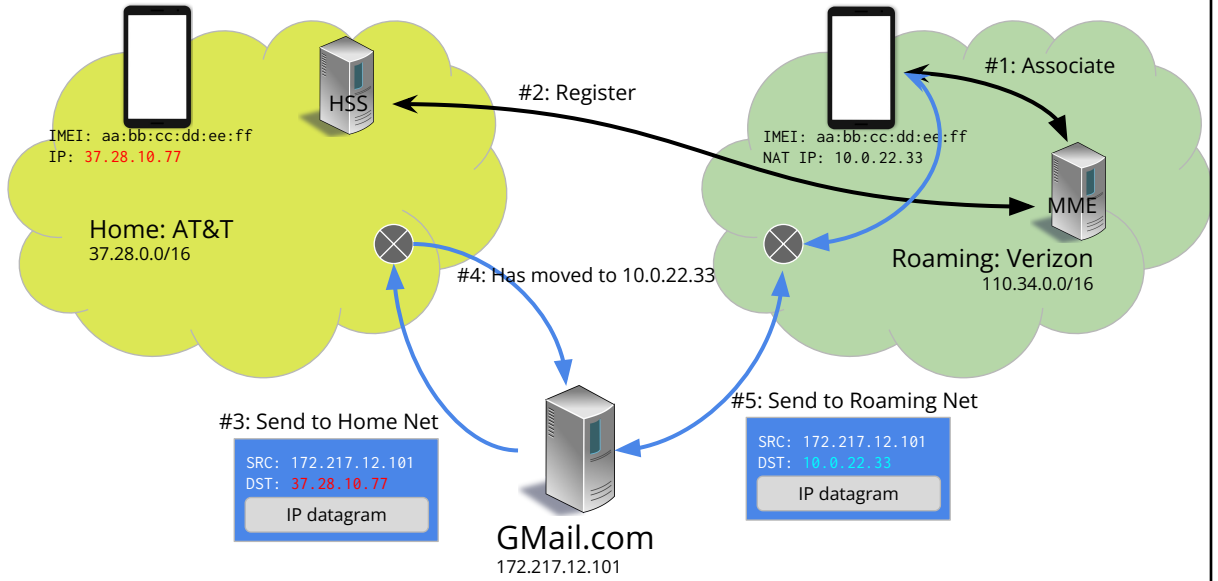 HSS
IMEI: aa:bb:cc:dd:ee:ff
IP: 37.28.10.77
Home: AT&T
37.28.0.0/16
#2: Register
#1: Associate
IMEI: aa:bb:cc:dd:ee:ff
NAT IP: 10.0.22.33
MME
Roaming: Verizon
110.34.0.0/16
#4: Has moved to 10.0.22.33
#3: Send to Home Net
SRC: 172.217.12.101
DST: 37.28.10.77
IP datagram
#5: Send to Roaming Net
SRC: 172.217.12.101
DST: 10.0.22.33
IP datagram
GMail.com
172.217.12.101